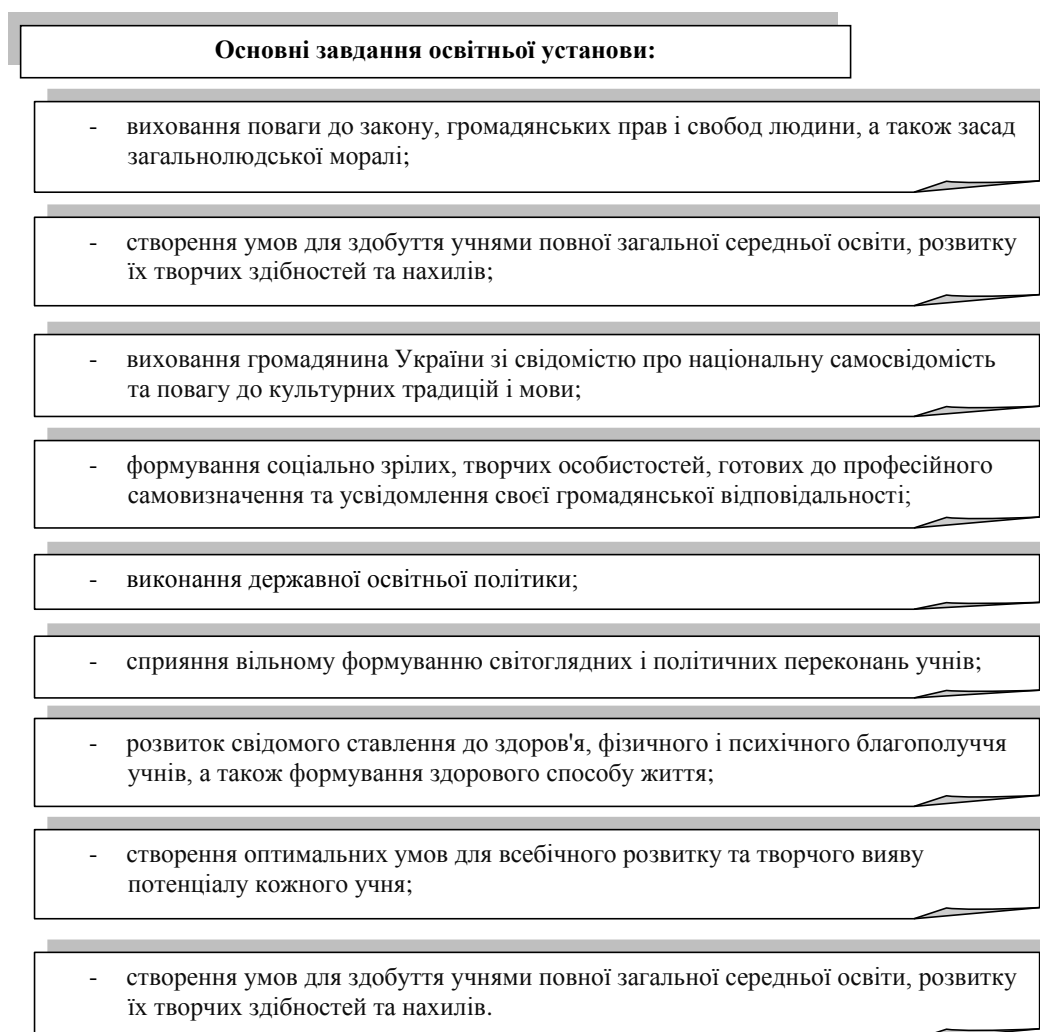 Основні завдання освітньої установи:
- виховання поваги до закону, громадянських прав і свобод людини, а також засад
загальнолюдської моралі;
- створення умов для здобуття учнями повної загальної середньої освіти, розвитку
їх творчих здібностей та нахилів;
- виховання громадянина України зі свідомістю про національну самосвідомість
та повагу до культурних традицій і мови;
- формування соціально зрілих, творчих особистостей, готових до професійного
самовизначення та усвідомлення своєї громадянської відповідальності;
- виконання державної освітньої політики;
- сприяння вільному формуванню світоглядних і політичних переконань учнів;
- розвиток свідомого ставлення до здоров'я, фізичного і психічного благополуччя
учнів, а також формування здорового способу життя;
- створення оптимальних умов для всебічного розвитку та творчого вияву
потенціалу кожного учня;
- створення умов для здобуття учнями повної загальної середньої освіти, розвитку
їх творчих здібностей та нахилів.